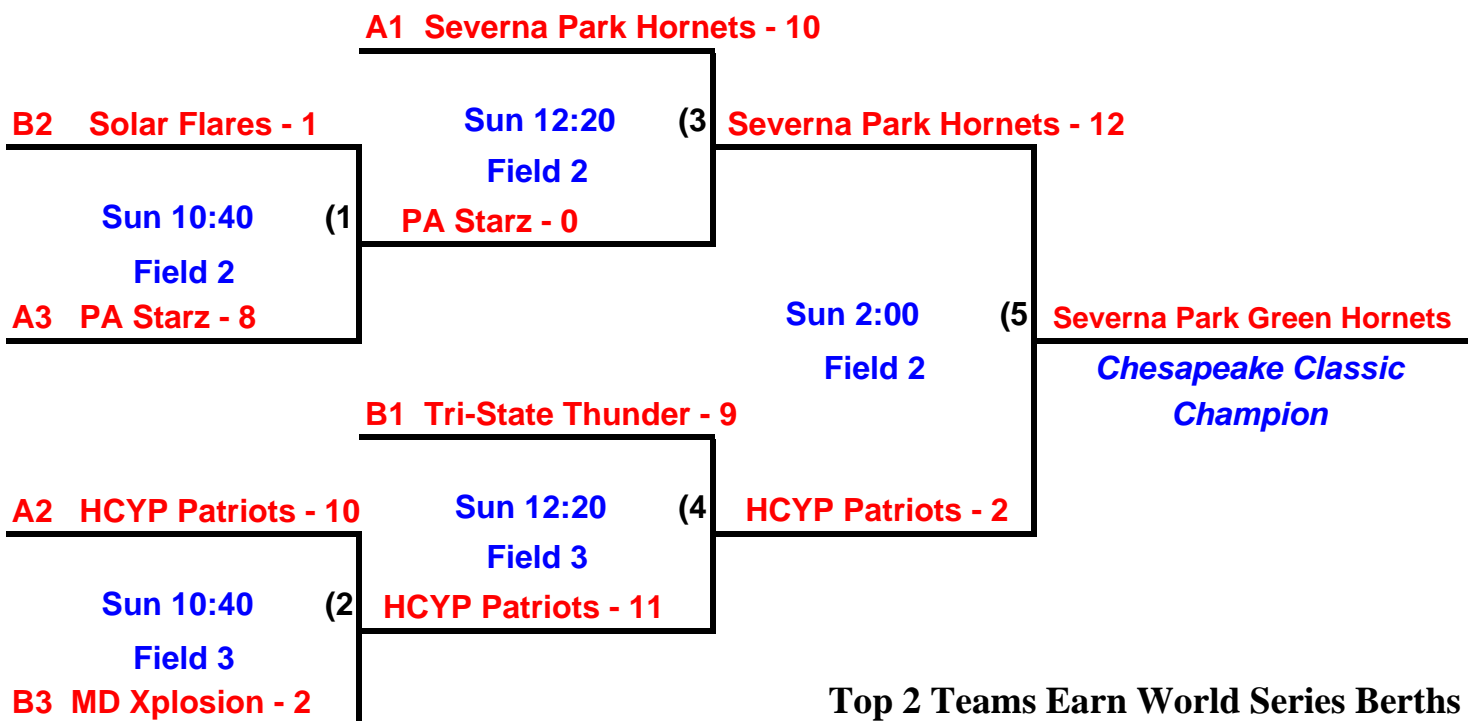 A1 Severna Park Hornets - 10
B2 Solar Flares - 1
Sun 12:20 (3
Severna Park Hornets - 12
Field 2
Sun 10:40 (1
PA Starz - 0
Field 2
A3 PA Starz - 8
Sun 2:00 (5
Severna Park Green Hornets
Field 2
Chesapeake Classic
Champion
B1 Tri-State Thunder - 9
A2 HCYP Patriots - 10
Sun 12:20 (4
HCYP Patriots - 2
Field 3
Sun 10:40 (2
HCYP Patriots - 11
Field 3
B3 MD Xplosion - 2
Top 2 Teams Earn World Series Berths